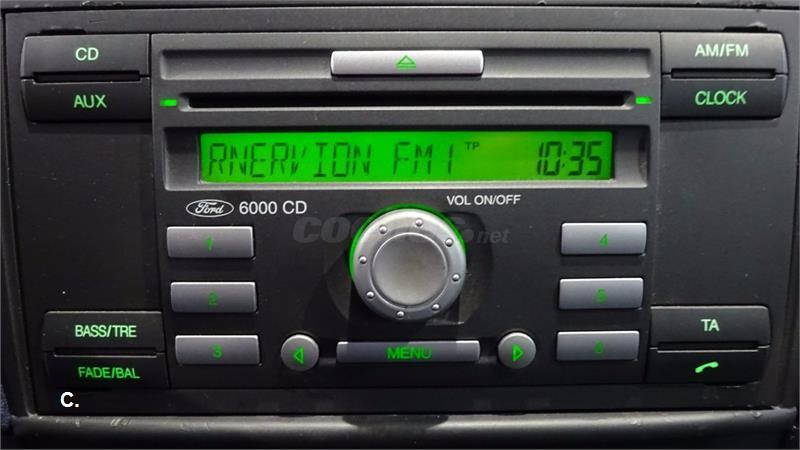 CD
AM/FM
AUX
CLOCK
RNERVION FM1 TP 10:35
Ford 6000 CD
VOL ON/OFF
1
4
2
5
3
6
BASS/TRE
TA
MENU
FADE/BAL
C.